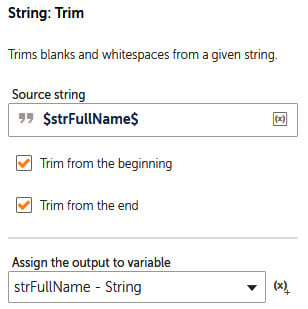 String: Trim
Trims blanks and whitespaces from a given string.
Source string
$strFullName$
(x)
Trim from the beginning
Trim from the end
Assign the output to variable
strFullName - String
(x)+